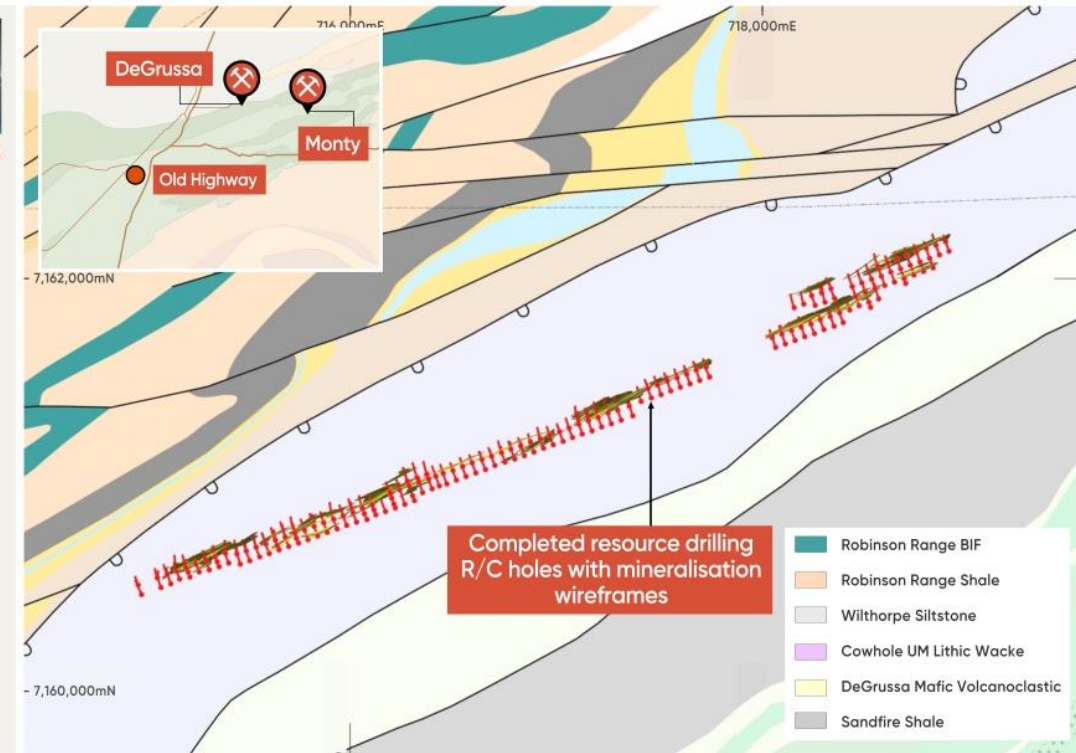 716,000mE
718,000mE
DeGrussa
Monty
Old Highway
7,162,000mN
Completed resource drilling
R/C holes with mineralisation
wireframes
Robinson Range BIF
Robinson Range Shale
Wilthorpe Siltstone
Cowhole UM Lithic Wacke
DeGrussa Mafic Volcanoclastic
Sandfire Shale
7,160,000mN